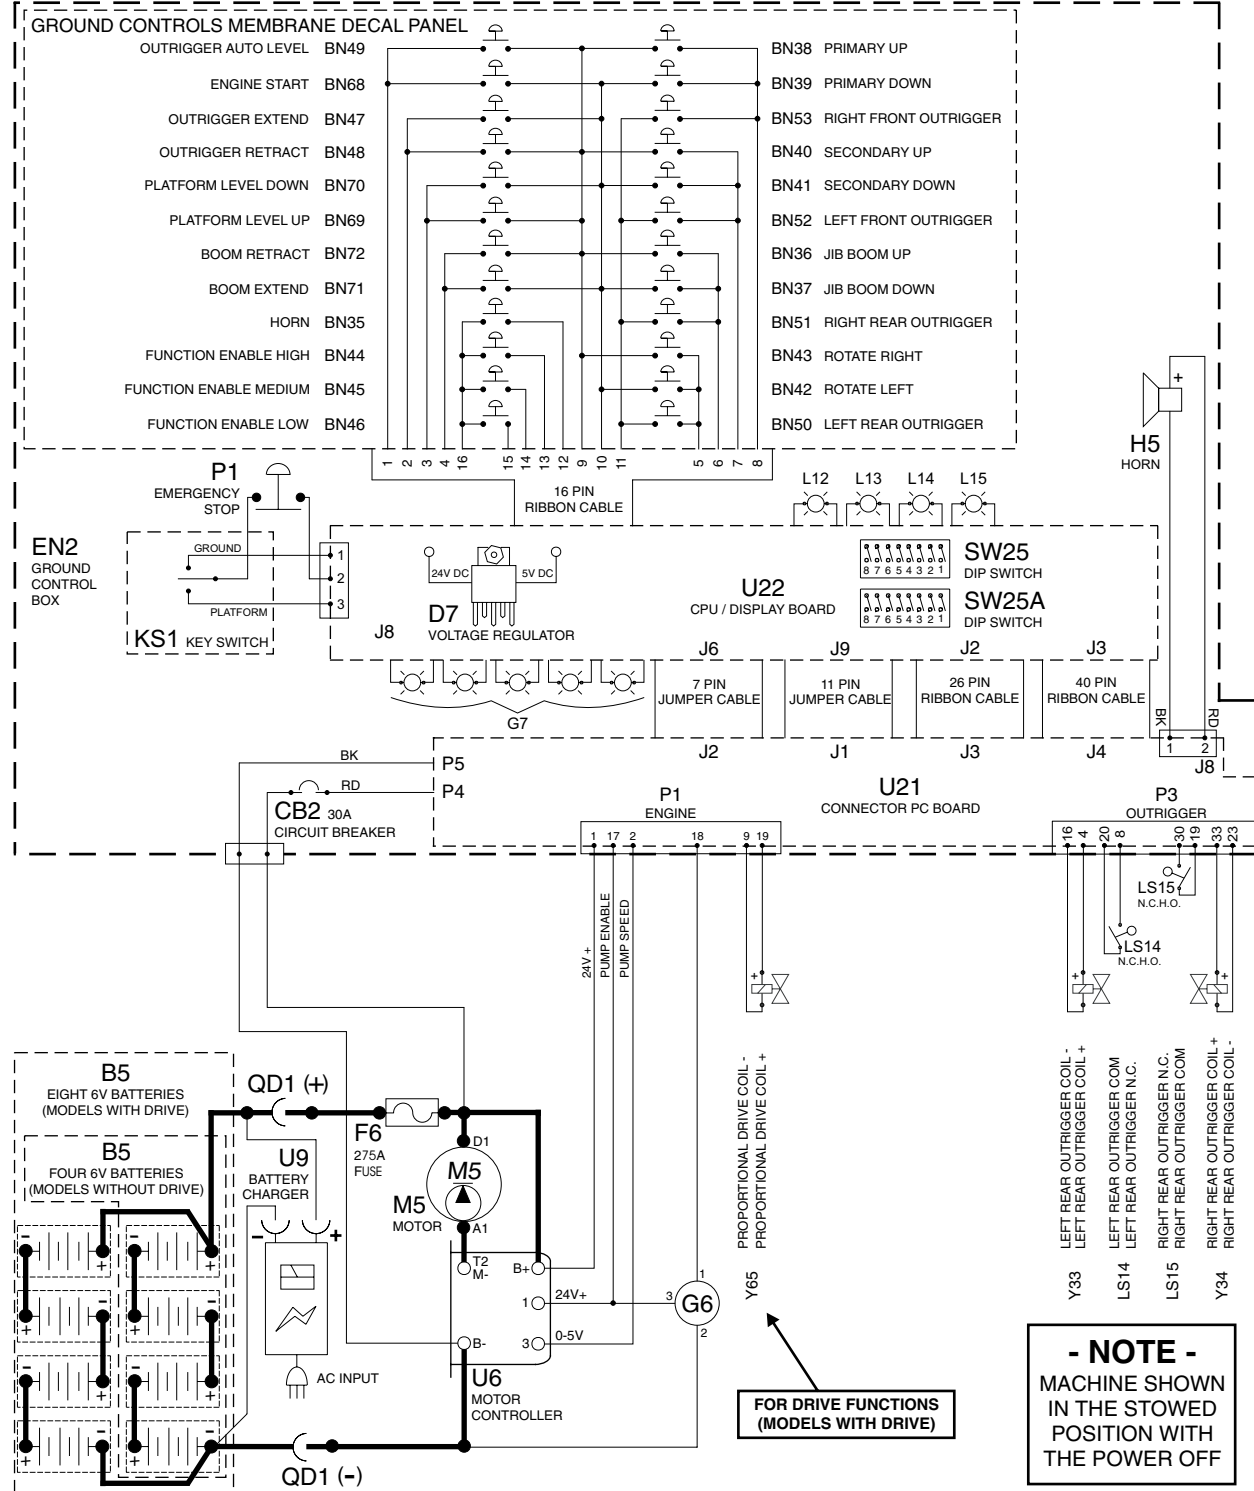 GROUND CONTROLS MEMBRANE DECAL PANEL
OUTRIGGER AUTO LEVEL BN49
BN38 PRIMARY UP
ENGINE START BN68
BN39 PRIMARY DOWN
OUTRIGGER EXTEND BN47
BN53 RIGHT FRONT OUTRIGGER
OUTRIGGER RETRACT BN48
BN40 SECONDARY UP
PLATFORM LEVEL DOWN BN70
BN41 SECONDARY DOWN
PLATFORM LEVEL UP BN69
BN52 LEFT FRONT OUTRIGGER
BOOM RETRACT BN72
BN36 JIB BOOM UP
BOOM EXTEND BN71
BN37 JIB BOOM DOWN
HORN BN35
BN51 RIGHT REAR OUTRIGGER
FUNCTION ENABLE HIGH BN44
BN43 ROTATE RIGHT
FUNCTION ENABLE MEDIUM BN45
BN42 ROTATE LEFT
FUNCTION ENABLE LOW BN46
BN50 LEFT REAR OUTRIGGER
1 2 3 4 16 15 14 13 12 9 10 11 5 6 7 8
16 PIN
RIBBON CABLE
P1
EMERGENCY
STOP
L12 L13 L14 L15
+
H5
HORN
EN2
GROUND
CONTROL
BOX
GROUND
PLATFORM
KS1 KEY SWITCH
1
2
3
J8
24V DC
5V DC
D7
VOLTAGE REGULATOR
U22
CPU / DISPLAY BOARD
8 7 6 5 4 3 2 1
SW25
DIP SWITCH
8 7 6 5 4 3 2 1
SW25A
DIP SWITCH
J6 J9 J2 J3
7 PIN
JUMPER CABLE
11 PIN
JUMPER CABLE
26 PIN
RIBBON CABLE
40 PIN
RIBBON CABLE
G7
J2 J1 J3 J4
BK RD
1 2
J8
BK
P5
RD
P4
CB2 30A
CIRCUIT BREAKER
U21
CONNECTOR PC BOARD
P1
ENGINE
1 17 2 18 9 19
P3
OUTRIGGER
16 4 20 8 30 19 33 23
LS15
N.C.H.O.
LS14
N.C.H.O.
24V +
PUMP ENABLE
PUMP SPEED
+
+
+
PROPORTIONAL DRIVE COIL -
PROPORTIONAL DRIVE COIL +
Y65
LEFT REAR OUTRIGGER COIL -
LEFT REAR OUTRIGGER COIL +
Y33
LEFT REAR OUTRIGGER COM
LEFT REAR OUTRIGGER N.C.
LS14
RIGHT REAR OUTRIGGER N.C.
RIGHT REAR OUTRIGGER COM
LS15
RIGHT REAR OUTRIGGER COIL +
RIGHT REAR OUTRIGGER COIL -
Y34
B5
EIGHT 6V BATTERIES
(MODELS WITH DRIVE)
B5
FOUR 6V BATTERIES
(MODELS WITHOUT DRIVE)
QD1 (+)
F6
275A
FUSE
U9
BATTERY
CHARGER
- +
AC INPUT
D1
M5
M5
MOTOR
A1
T2
M-
B+
1 24V+
3 0-5V
B-
U6
MOTOR
CONTROLLER
1
3 G6
2
- + - +
+ - + -
- + - +
+ - + -
QD1 (-)
FOR DRIVE FUNCTIONS
(MODELS WITH DRIVE)
- NOTE -
MACHINE SHOWN
IN THE STOWED
POSITION WITH
THE POWER OFF